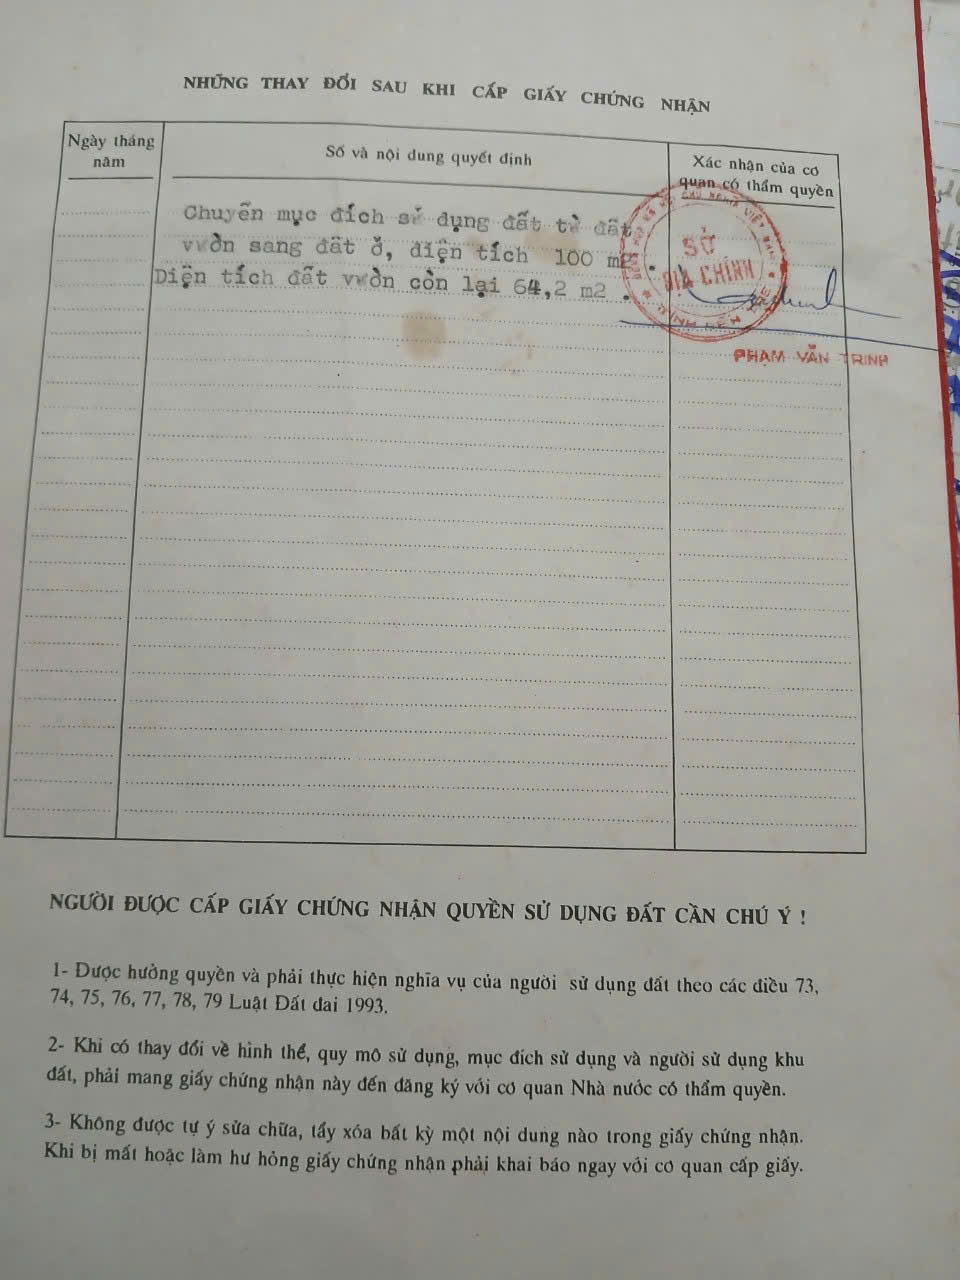 NHỮNG THAY ĐỔI SAU KHI CẤP GIẤY CHỨNG NHẬN
Ngày tháng
năm
Số và nội dung quyết định
Xác nhận của cơ
quan có thẩm quyền
Chuyển mục đích sử dụng đất từ đất
vườn sang đất ở, diện tích 100 m2 .
Diện tích đất vườn còn lại 64,2 m2 .
SỞ
ĐỊA CHÍNH
PHẠM VĂN TRINH
NGƯỜI ĐƯỢC CẤP GIẤY CHỨNG NHẬN QUYỀN SỬ DỤNG ĐẤT CẦN CHÚ Ý !
1- Được hưởng quyền và phải thực hiện nghĩa vụ của người sử dụng đất theo các điều 73,
74, 75, 76, 77, 78, 79 Luật Đất đai 1993.
2- Khi có thay đổi về hình thể, quy mô sử dụng, mục đích sử dụng và người sử dụng khu
đất, phải mang giấy chứng nhận này đến đăng ký với cơ quan Nhà nước có thẩm quyền.
3- Không được tự ý sửa chữa, tẩy xóa bất kỳ một nội dung nào trong giấy chứng nhận.
Khi bị mất hoặc làm hư hỏng giấy chứng nhận phải khai báo ngay với cơ quan cấp giấy.